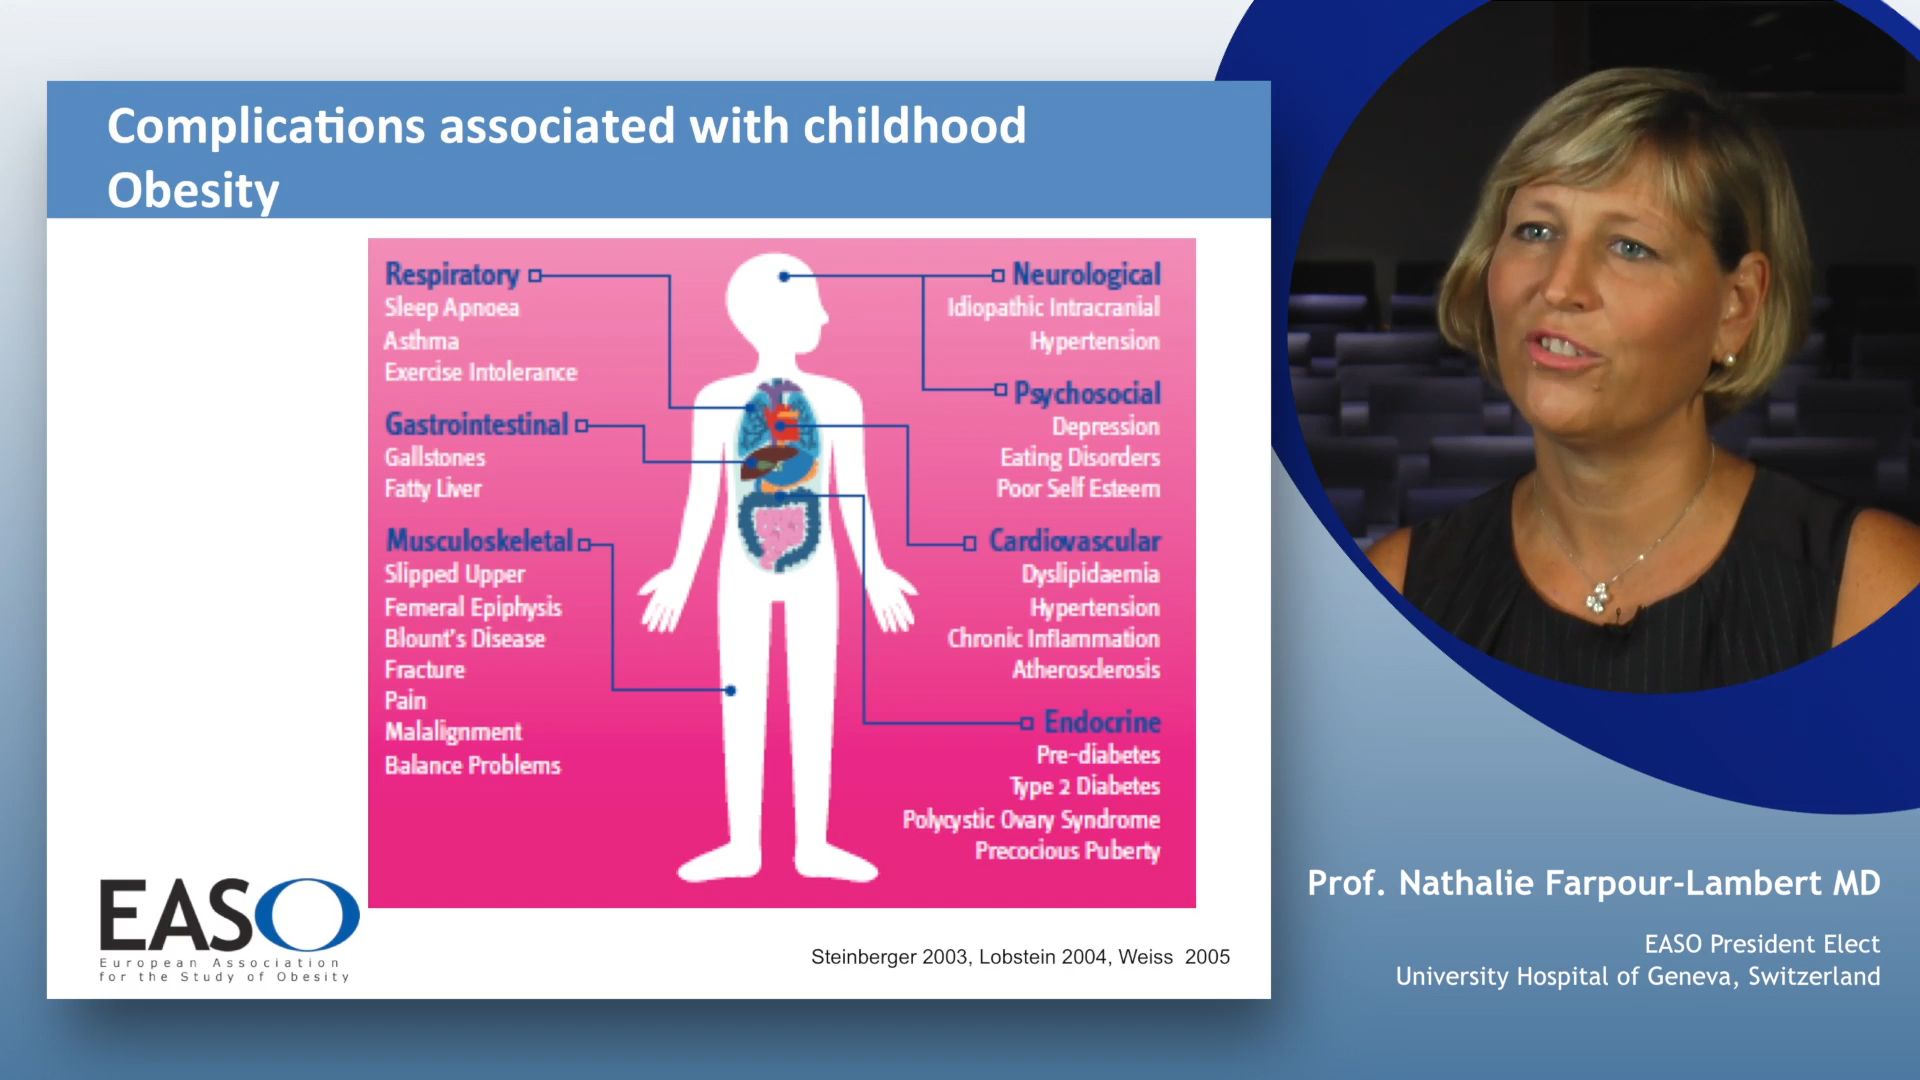 Complications associated with childhood
Obesity
Respiratory
Sleep Apnoea
Asthma
Exercise Intolerance
Gastrointestinal
Gallstones
Fatty Liver
Musculoskeletal
Slipped Upper
Femeral Epiphysis
Blount's Disease
Fracture
Pain
Malalignment
Balance Problems
Neurological
Idiopathic Intracranial
Hypertension
Psychosocial
Depression
Eating Disorders
Poor Self Esteem
Cardiovascular
Dyslipidaemia
Hypertension
Chronic Inflammation
Atherosclerosis
Endocrine
Pre-diabetes
Type 2 Diabetes
Polycystic Ovary Syndrome
Precocious Puberty
EASO
European Association
for the Study of Obesity
Steinberger 2003, Lobstein 2004, Weiss 2005
Prof. Nathalie Farpour-Lambert MD
EASO President Elect
University Hospital of Geneva, Switzerland